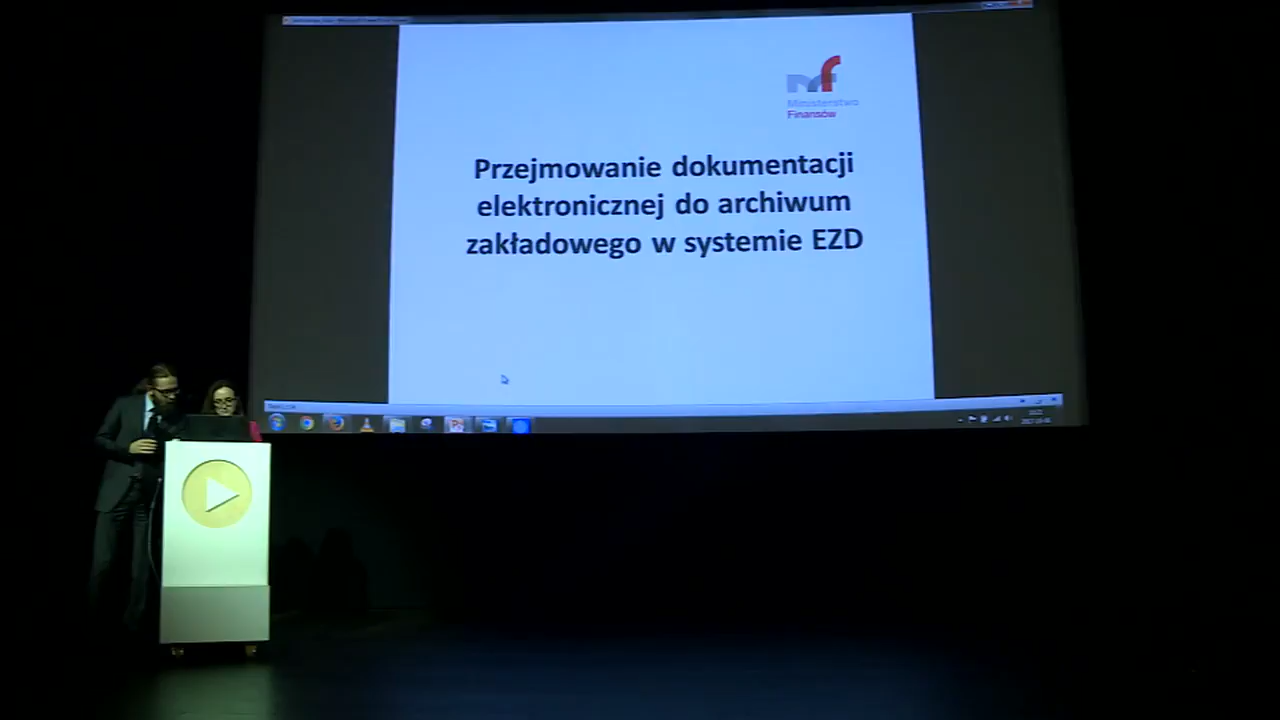 Ministerstwo
Finansów
Przejmowanie dokumentacji
elektronicznej do archiwum
zakładowego w systemie EZD